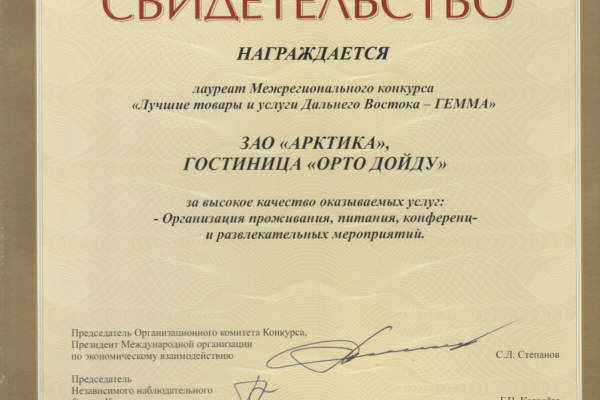 СВИДЕТЕЛЬСТВО
НАГРАЖДАЕТСЯ
лауреат Межрегионального конкурса
«Лучшие товары и услуги Дальнего Востока – ГЕММА»
ЗАО «АРКТИКА»,
ГОСТИНИЦА «ОРТО ДОЙДУ»
за высокое качество оказываемых услуг:
- Организация проживания, питания, конференц-
и развлекательных мероприятий.
Председатель Организационного комитета Конкурса,
Президент Международной организации
по экономическому взаимодействию
С.Л. Степанов
Председатель
Независимого наблюдательного